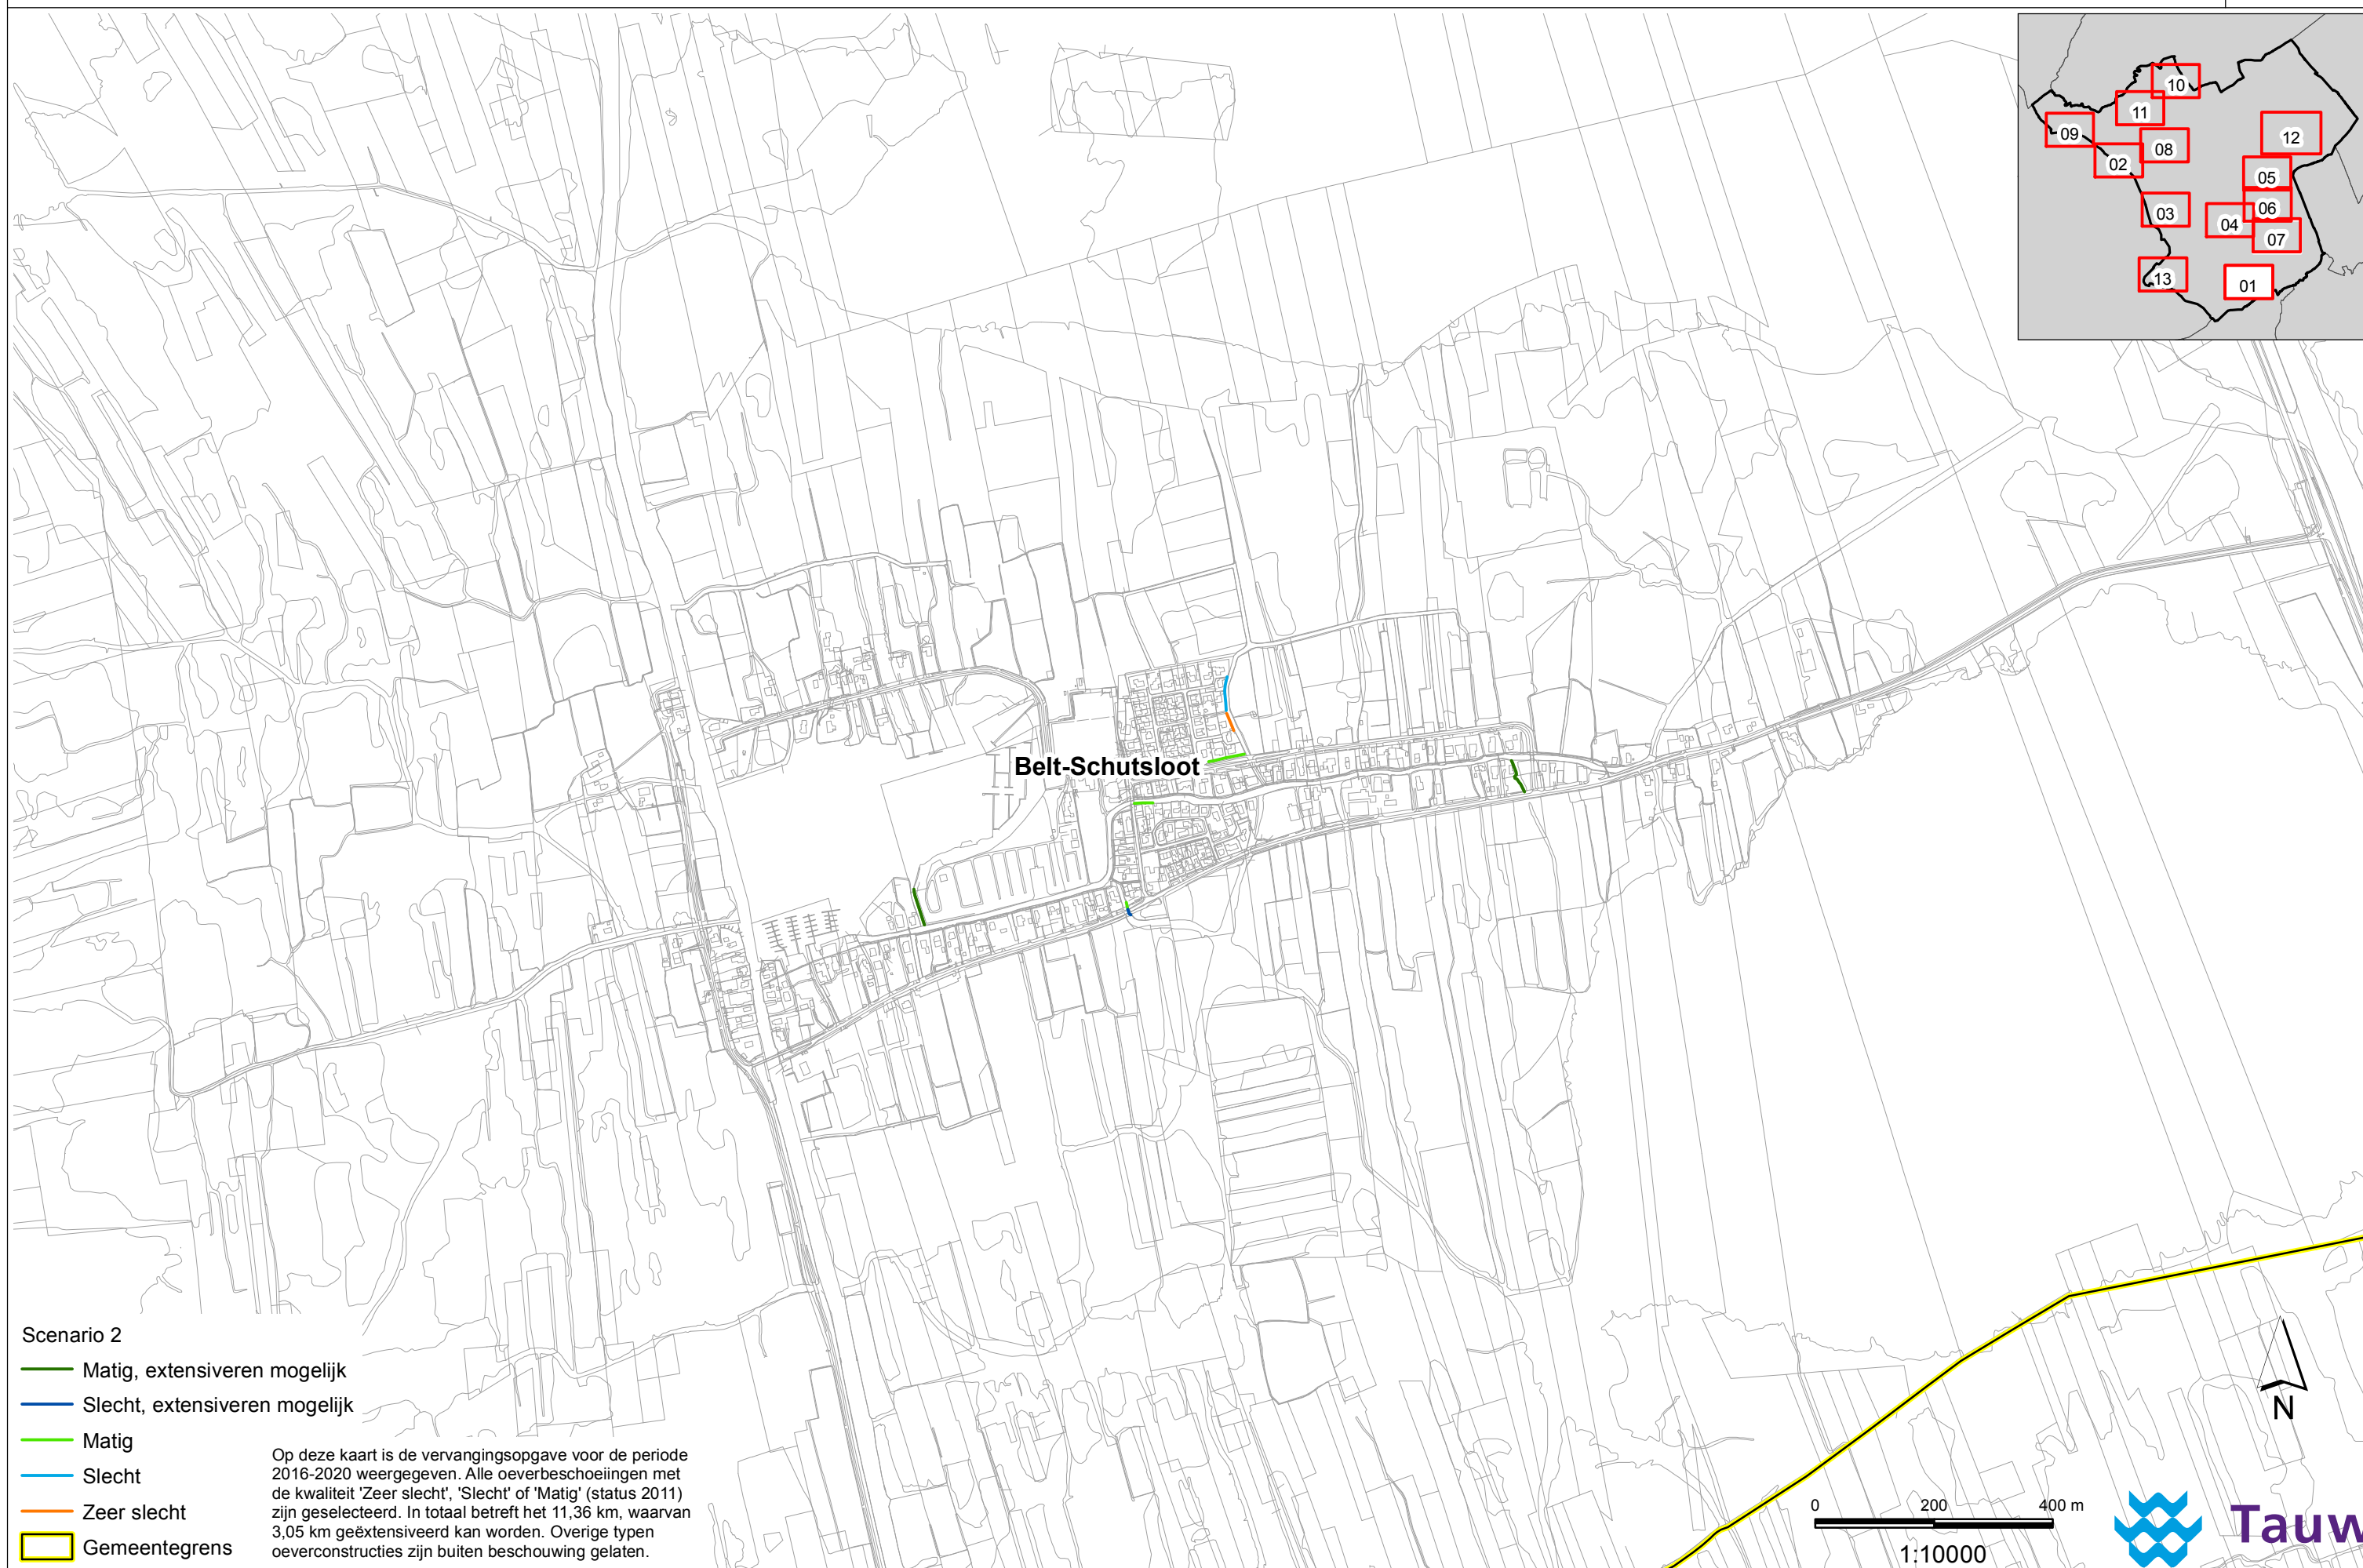 10
11
09
12
08
02
05
03
06
04
07
13
01
Belt-Schutsloot
Scenario 2
Matig, extensiveren mogelijk
Slecht, extensiveren mogelijk
Matig
Slecht
Zeer slecht
Gemeentegrens
Op deze kaart is de vervangingsopgave voor de periode
2016-2020 weergegeven. Alle oeverbeschoeiingen met
de kwaliteit 'Zeer slecht', 'Slecht' of 'Matig' (status 2011)
zijn geselecteerd. In totaal betreft het 11,36 km, waarvan
3,05 km geëxtensiveerd kan worden. Overige typen
oeverconstructies zijn buiten beschouwing gelaten.
N
0 200 400 m
1:10000
Tauw